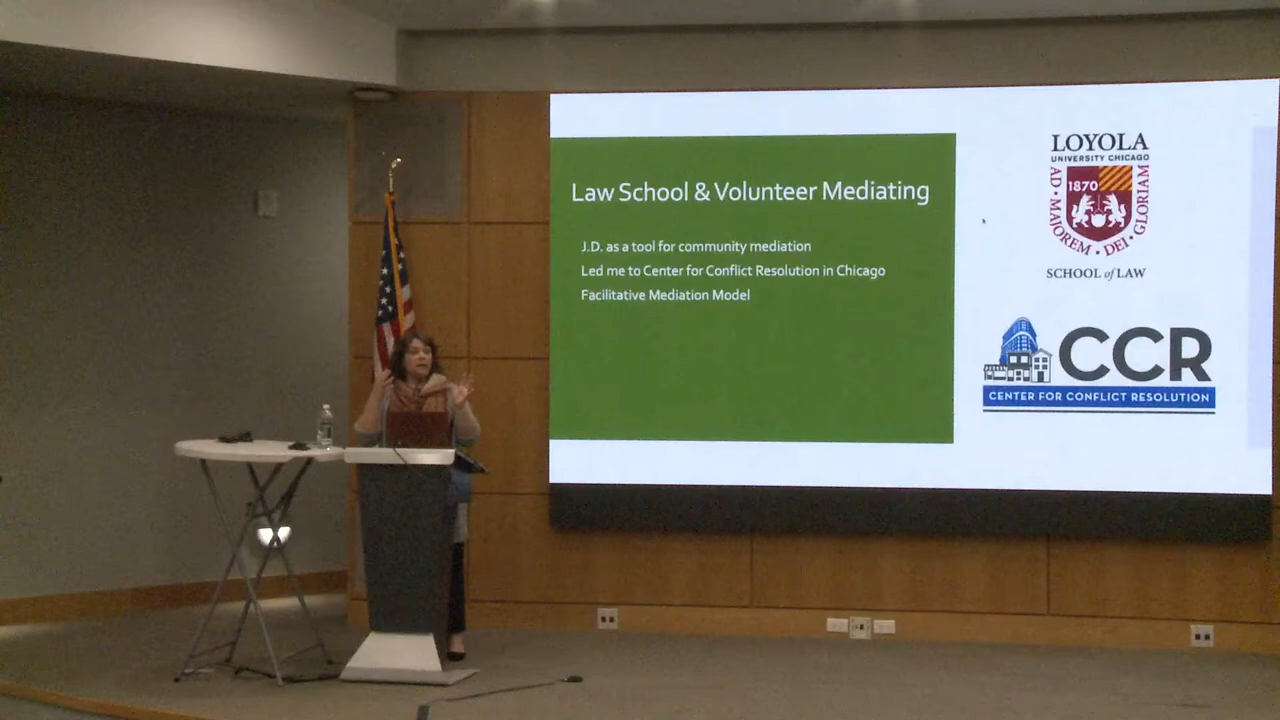 Law School & Volunteer Mediating
J.D. as a tool for community mediation
Led me to Center for Conflict Resolution in Chicago
Facilitative Mediation Model
LOYOLA
UNIVERSITY CHICAGO
1870
AD • MAJOREM • DEI • GLORIAM
SCHOOL of LAW
CCR
CENTER FOR CONFLICT RESOLUTION